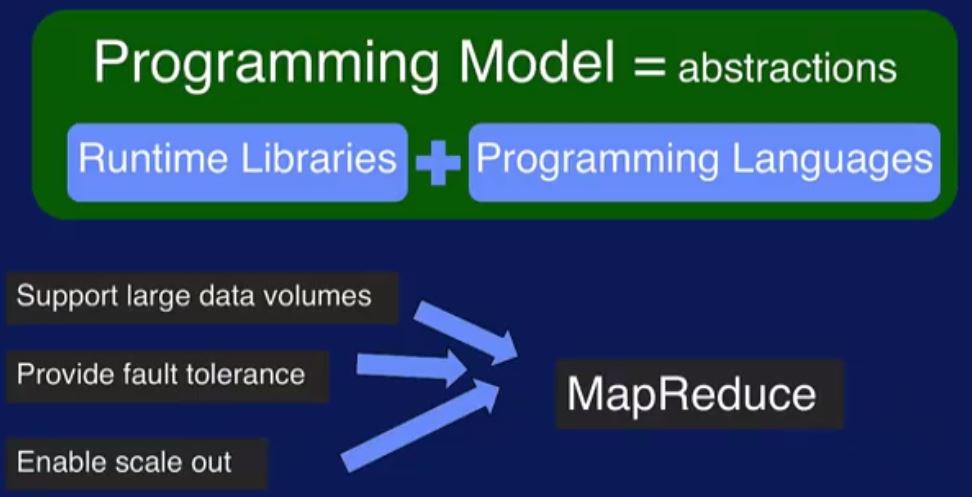 Programming Model = abstractions
Runtime Libraries + Programming Languages
Support large data volumes
Provide fault tolerance
MapReduce
Enable scale out